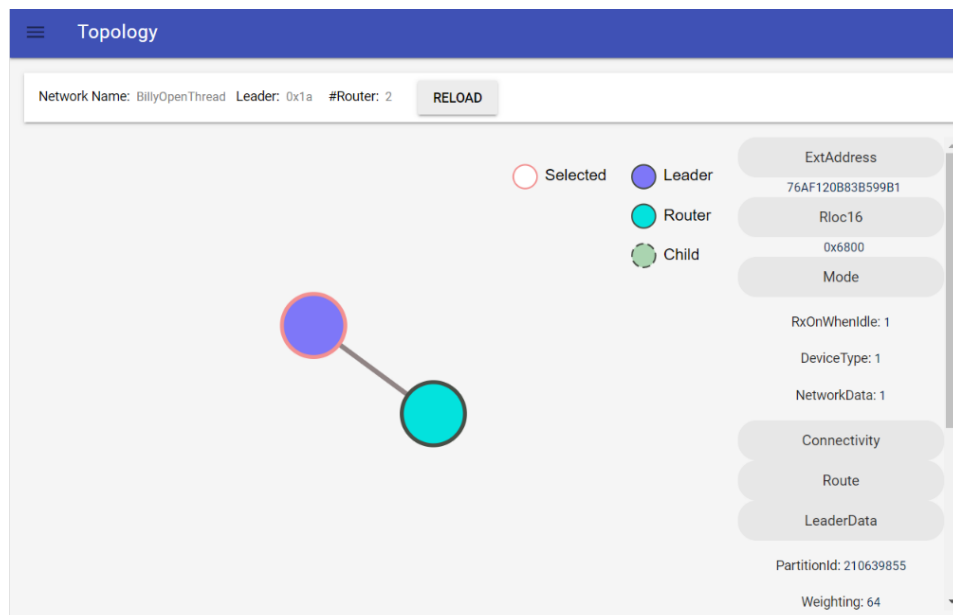 Topology
Network Name: BillyOpenThread Leader: 0x1a #Router: 2 RELOAD
Selected
Leader
Router
Child
ExtAddress
76AF120B83B599B1
Rloc16
0x6800
Mode
RxOnWhenIdle: 1
DeviceType: 1
NetworkData: 1
Connectivity
Route
LeaderData
PartitionId: 210639855
Weighting: 64